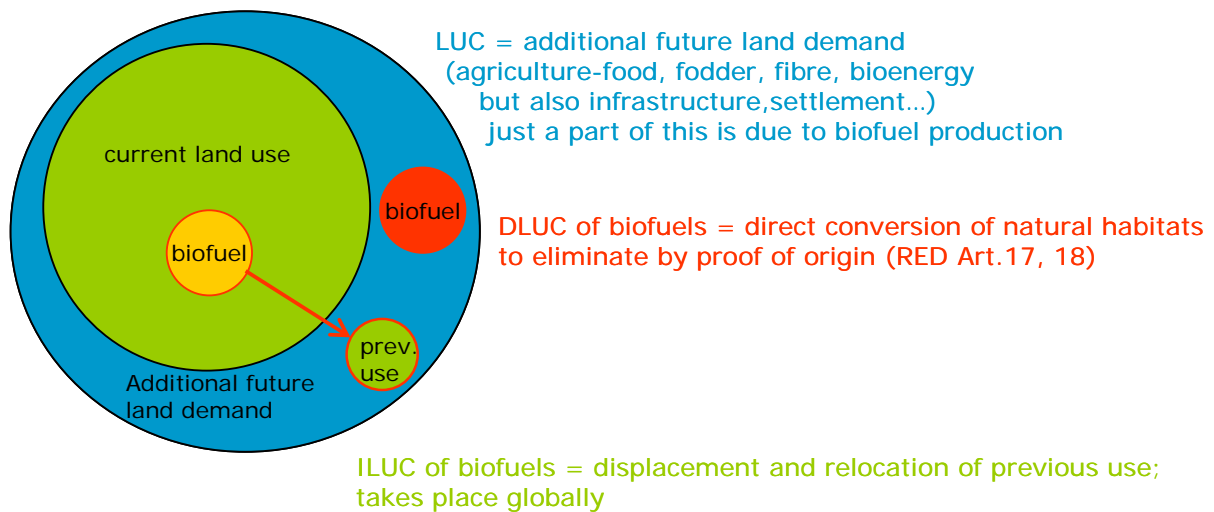 LUC = additional future land demand
(agriculture-food, fodder, fibre, bioenergy
but also infrastructure,settlement...)
just a part of this is due to biofuel production
current land use
biofuel
biofuel
DLUC of biofuels = direct conversion of natural habitats
to eliminate by proof of origin (RED Art.17, 18)
prev.
use
Additional future
land demand
ILUC of biofuels = displacement and relocation of previous use;
takes place globally